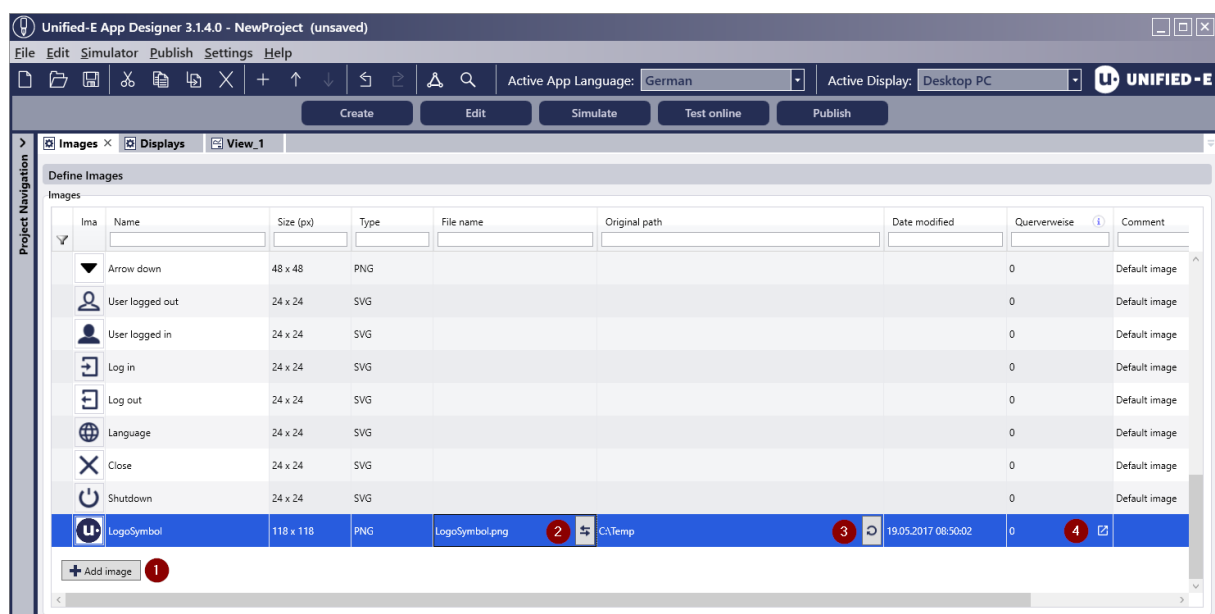 Unified-E App Designer 3.1.4.0 - NewProject (unsaved)
File Edit Simulator Publish Settings Help
Active App Language: German Active Display: Desktop PC UNIFIED-E
Create Edit Simulate Test online Publish
Images Displays View_1
Project Navigation
Define Images
Images
Ima Name Size (px) Type File name Original path Date modified Querverweise Comment
Arrow down 48 x 48 PNG 0 Default image
User logged out 24 x 24 SVG 0 Default image
User logged in 24 x 24 SVG 0 Default image
Log in 24 x 24 SVG 0 Default image
Log out 24 x 24 SVG 0 Default image
Language 24 x 24 SVG 0 Default image
Close 24 x 24 SVG 0 Default image
Shutdown 24 x 24 SVG 0 Default image
LogoSymbol 118 x 118 PNG LogoSymbol.png 2 C:\Temp 3 19.05.2017 08:50:02 0 4
Add image 1